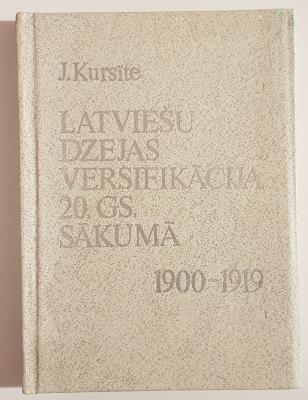 J.Kursīte
LATVIEŠU
DZEJAS
VERSIFIKĀCIJA
20. GS.
SĀKUMĀ
1900-1919